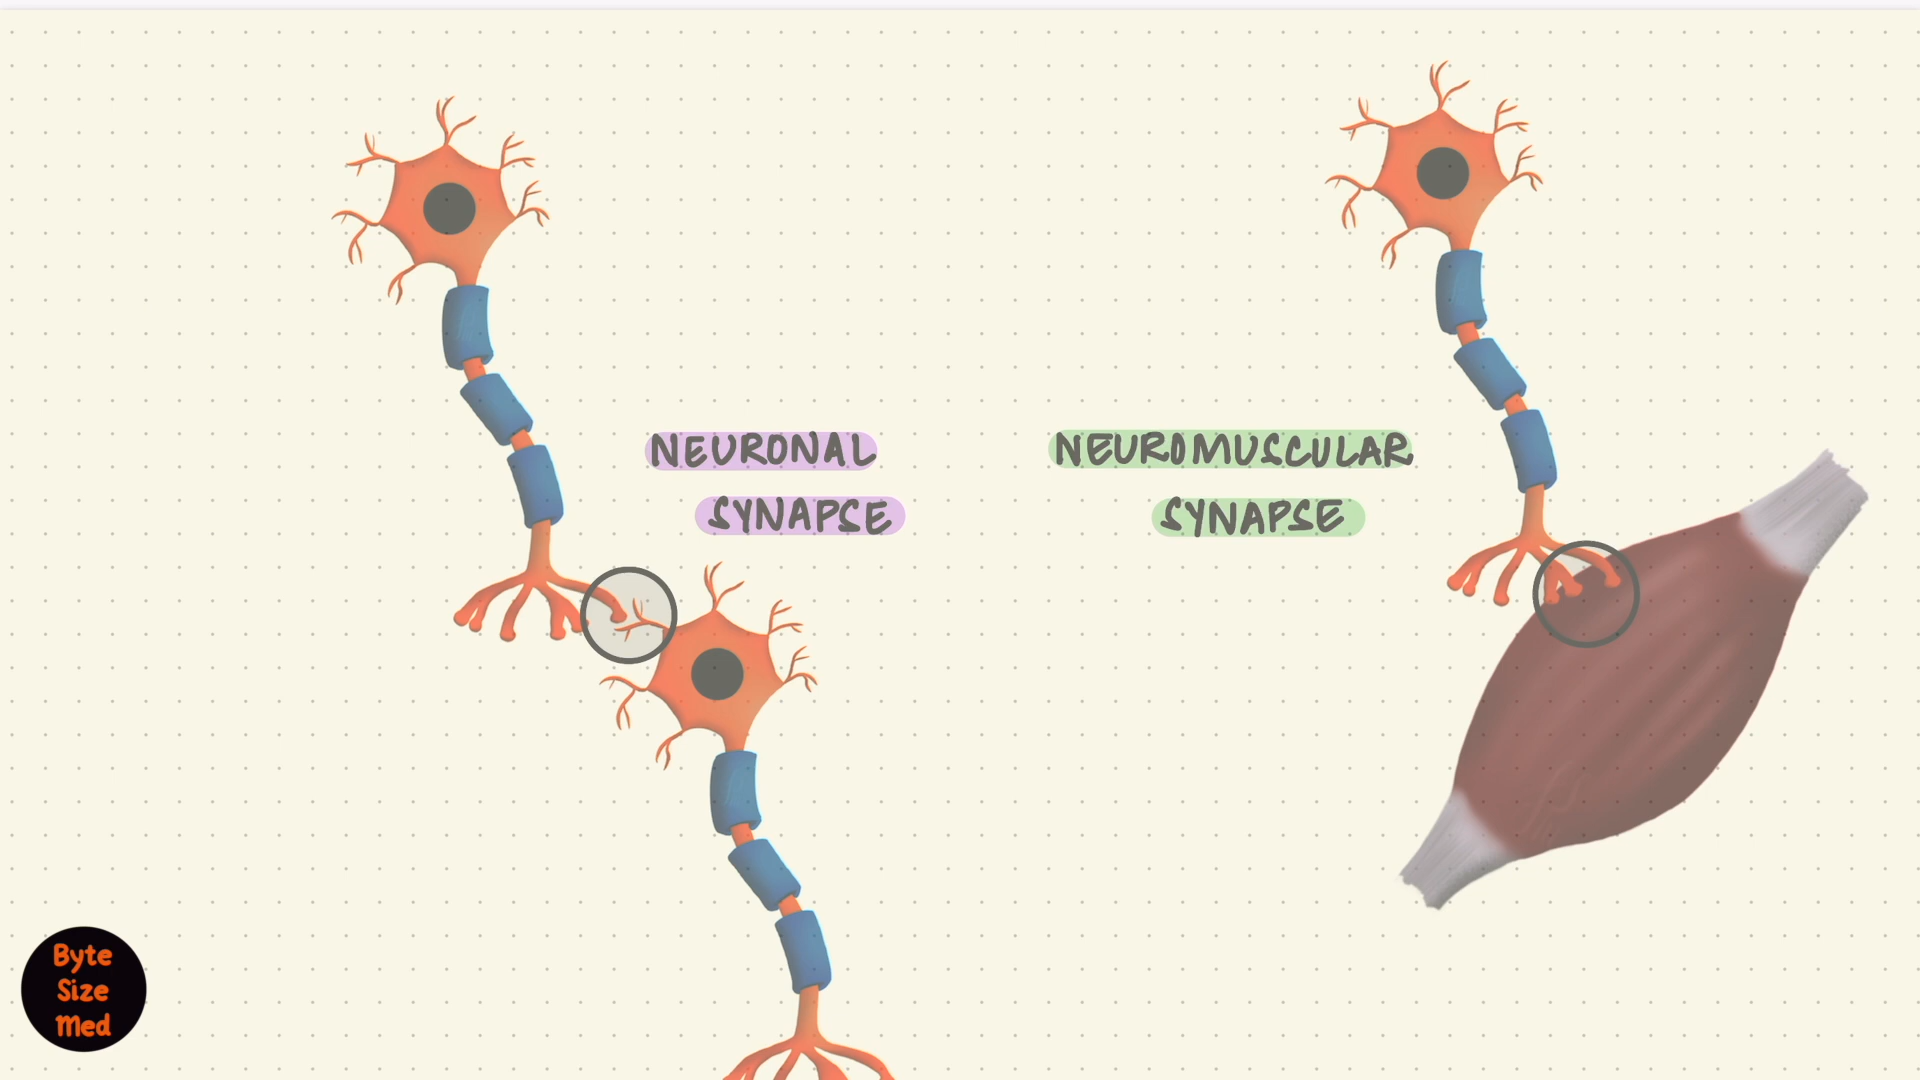 NEURONAL
SYNAPSE
NEUROMUSCULAR
SYNAPSE
Byte
Size
Med